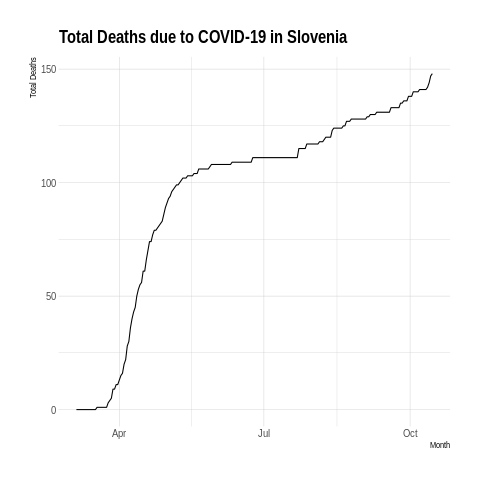 Total Deaths due to COVID-19 in Slovenia
Total Deaths
150
100
50
0
Apr
Jul
Oct
Month